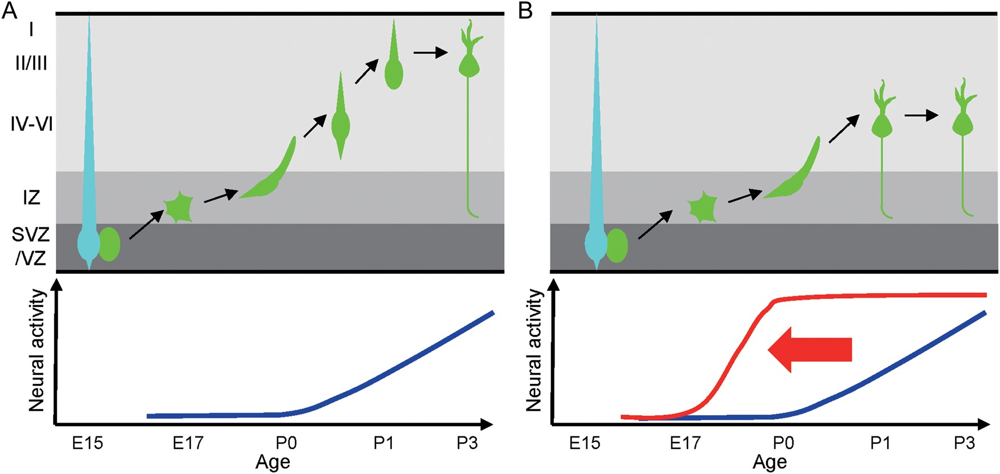 A
I
II/III
IV-VI
IZ
SVZ
/VZ
Neural activity
E15 E17 P0 P1 P3
Age
B
Neural activity
E15 E17 P0 P1 P3
Age